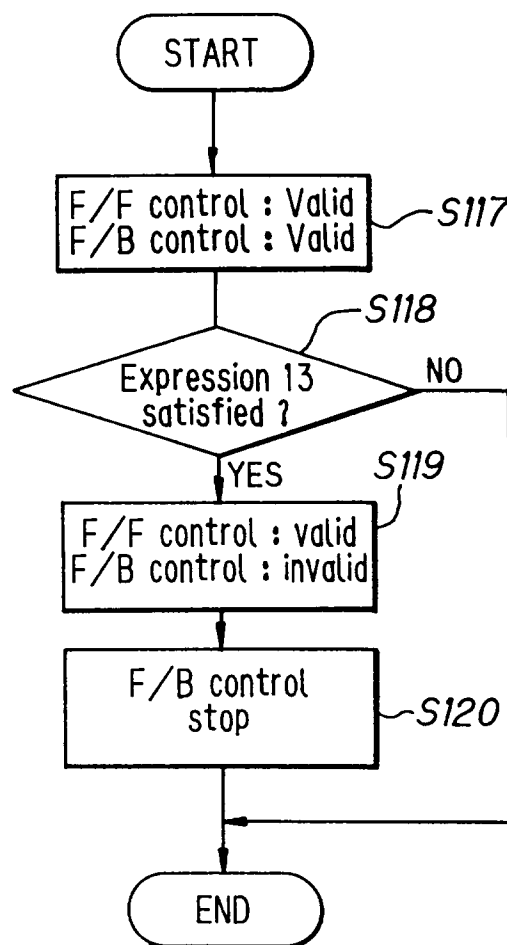 START
F/F control : Valid
F/B control : Valid
S117
S118
Expression 13
satisfied ?
NO
YES
S119
F/F control : valid
F/B control : invalid
F/B control
stop
S120
END